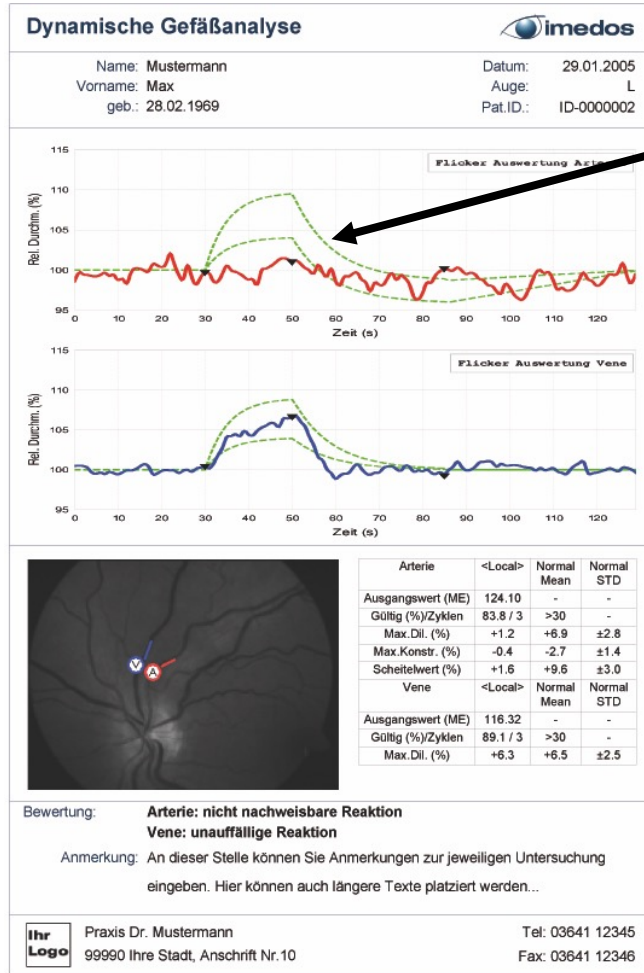 Dynamische Gefäßanalyse
imedos
Name: Mustermann
Datum: 29.01.2005
Vorname: Max
Auge: L
geb.: 28.02.1969
Pat.ID.: ID-0000002
Flicker Auswertung
Rel. Durchm. (%)
115
110
105
100
95
0 10 20 30 40 50 60 70 80 90 100 110 120
Zeit (s)
Flicker Auswertung Vene
Rel. Durchm. (%)
115
110
105
100
95
0 10 20 30 40 50 60 70 80 90 100 110 120
Zeit (s)
V
A
Arterie <Local> Normal Mean Normal STD
Ausgangswert (ME) 124.10 - -
Gültig (%)/Zyklen 83.8 / 3 >30 -
Max.Dil. (%) +1.2 +6.9 ±2.8
Max.Konstr. (%) -0.4 -2.7 ±1.4
Scheitelwert (%) +1.6 +9.6 ±3.0
Vene <Local> Normal Mean Normal STD
Ausgangswert (ME) 116.32 - -
Gültig (%)/Zyklen 89.1 / 3 >30 -
Max.Dil. (%) +6.3 +6.5 ±2.5
Bewertung: Arterie: nicht nachweisbare Reaktion
Vene: unauffällige Reaktion
Anmerkung: An dieser Stelle können Sie Anmerkungen zur jeweiligen Untersuchung
eingeben. Hier können auch längere Texte platziert werden...
Ihr
Logo
Praxis Dr. Mustermann
Tel: 03641 12345
99990 Ihre Stadt, Anschrift Nr.10
Fax: 03641 12346